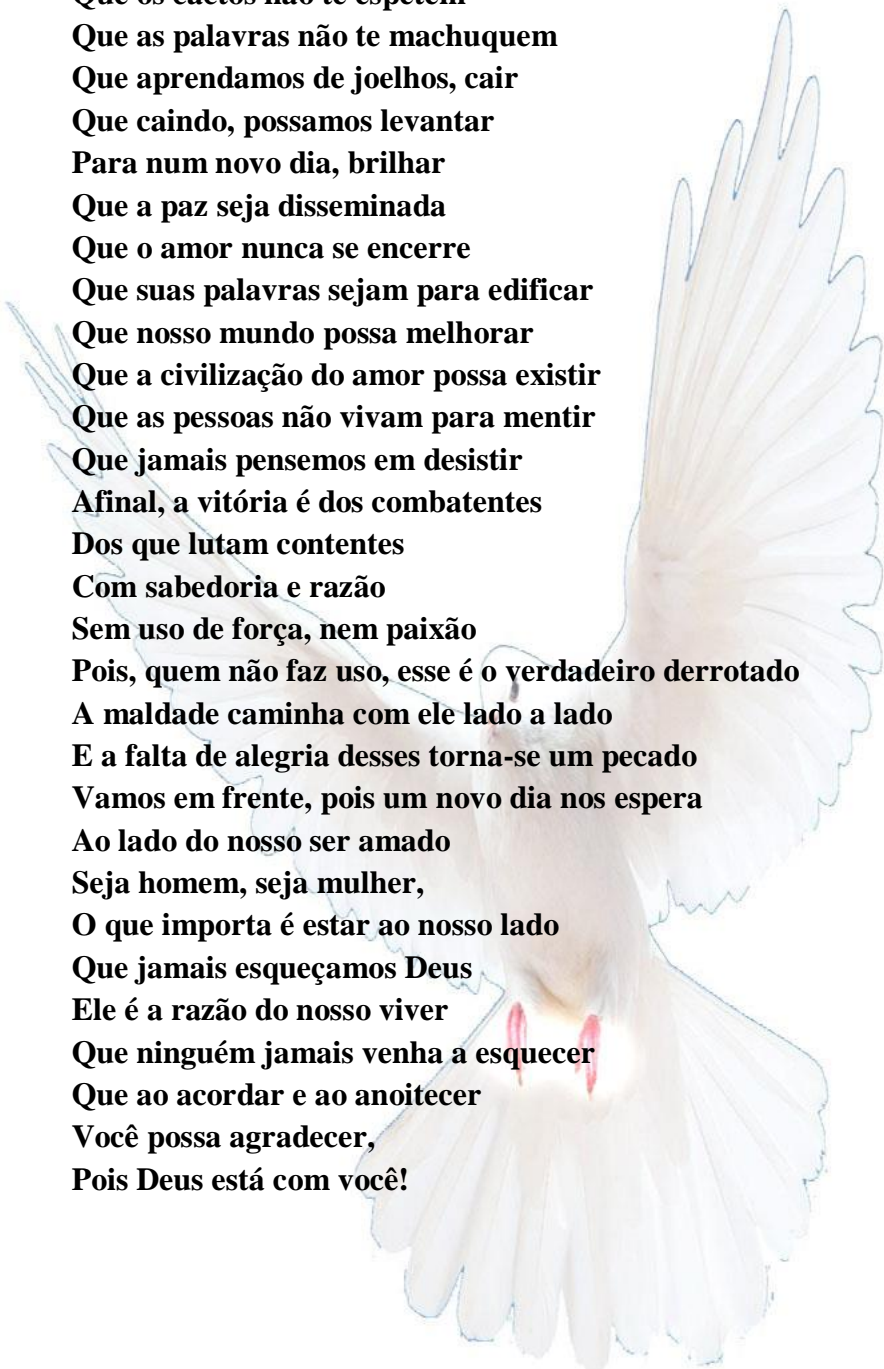 Que os cactos não te espetem
Que as palavras não te machuquem
Que aprendamos de joelhos, cair
Que caindo, possamos levantar
Para num novo dia, brilhar
Que a paz seja disseminada
Que o amor nunca se encerre
Que suas palavras sejam para edificar
Que nosso mundo possa melhorar
Que a civilização do amor possa existir
Que as pessoas não vivam para mentir
Que jamais pensemos em desistir
Afinal, a vitória é dos combatentes
Dos que lutam contentes
Com sabedoria e razão
Sem uso de força, nem paixão
Pois, quem não faz uso, esse é o verdadeiro derrotado
A maldade caminha com ele lado a lado
E a falta de alegria desses torna-se um pecado
Vamos em frente, pois um novo dia nos espera
Ao lado do nosso ser amado
Seja homem, seja mulher,
O que importa é estar ao nosso lado
Que jamais esqueçamos Deus
Ele é a razão do nosso viver
Que ninguém jamais venha a esquecer
Que ao acordar e ao anoitecer
Você possa agradecer,
Pois Deus está com você!